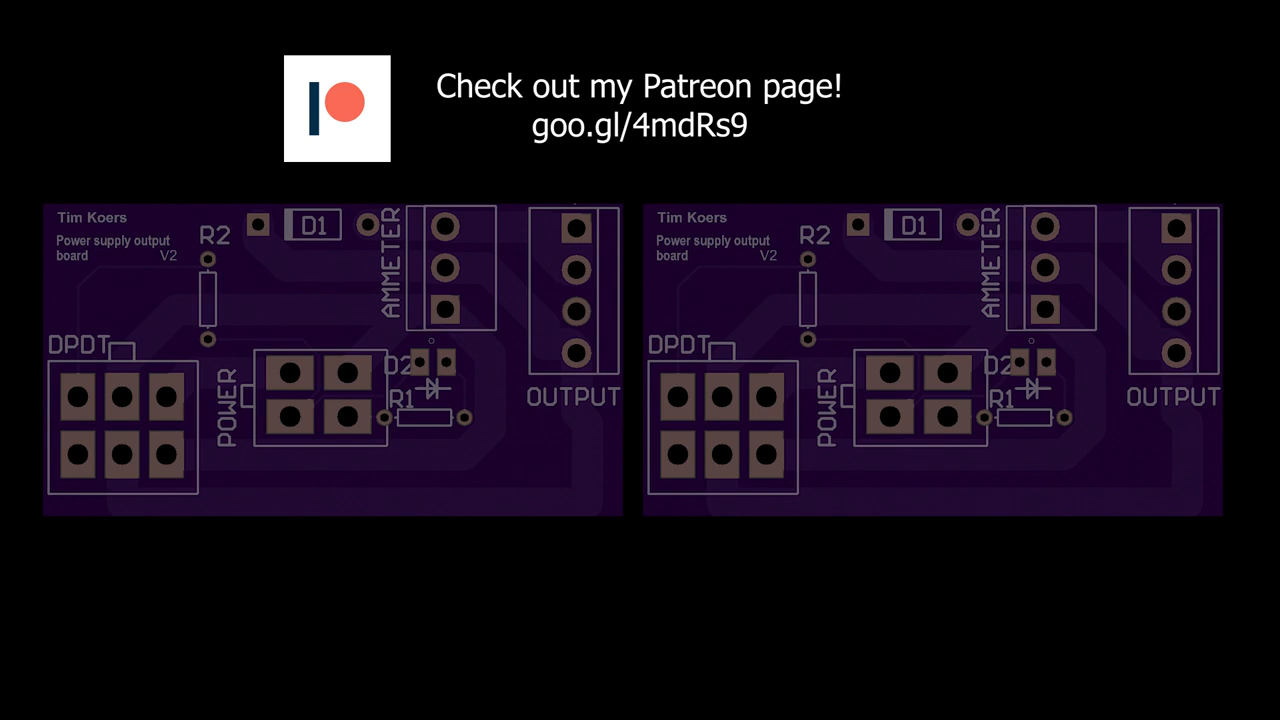 Check out my Patreon page!
goo.gl/4mdRs9
Tim Koers
Power supply output
board V2
R2
D1
AMMETER
OUTPUT
DPDT
POWER
D2
R1
Tim Koers
Power supply output
board V2
R2
D1
AMMETER
OUTPUT
DPDT
POWER
D2
R1